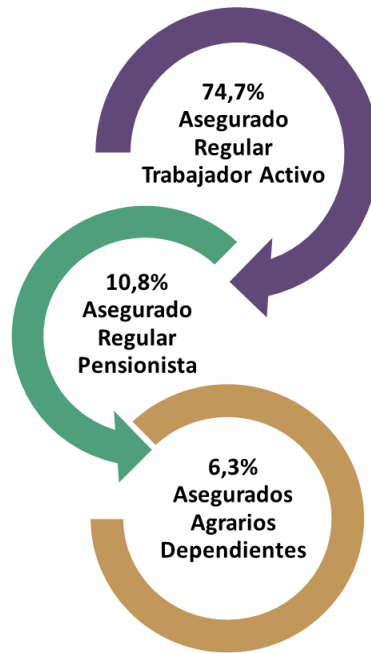 74,7%
Asegurado
Regular
Trabajador Activo
10,8%
Asegurado
Regular
Pensionista
6,3%
Asegurados
Agrarios
Dependientes